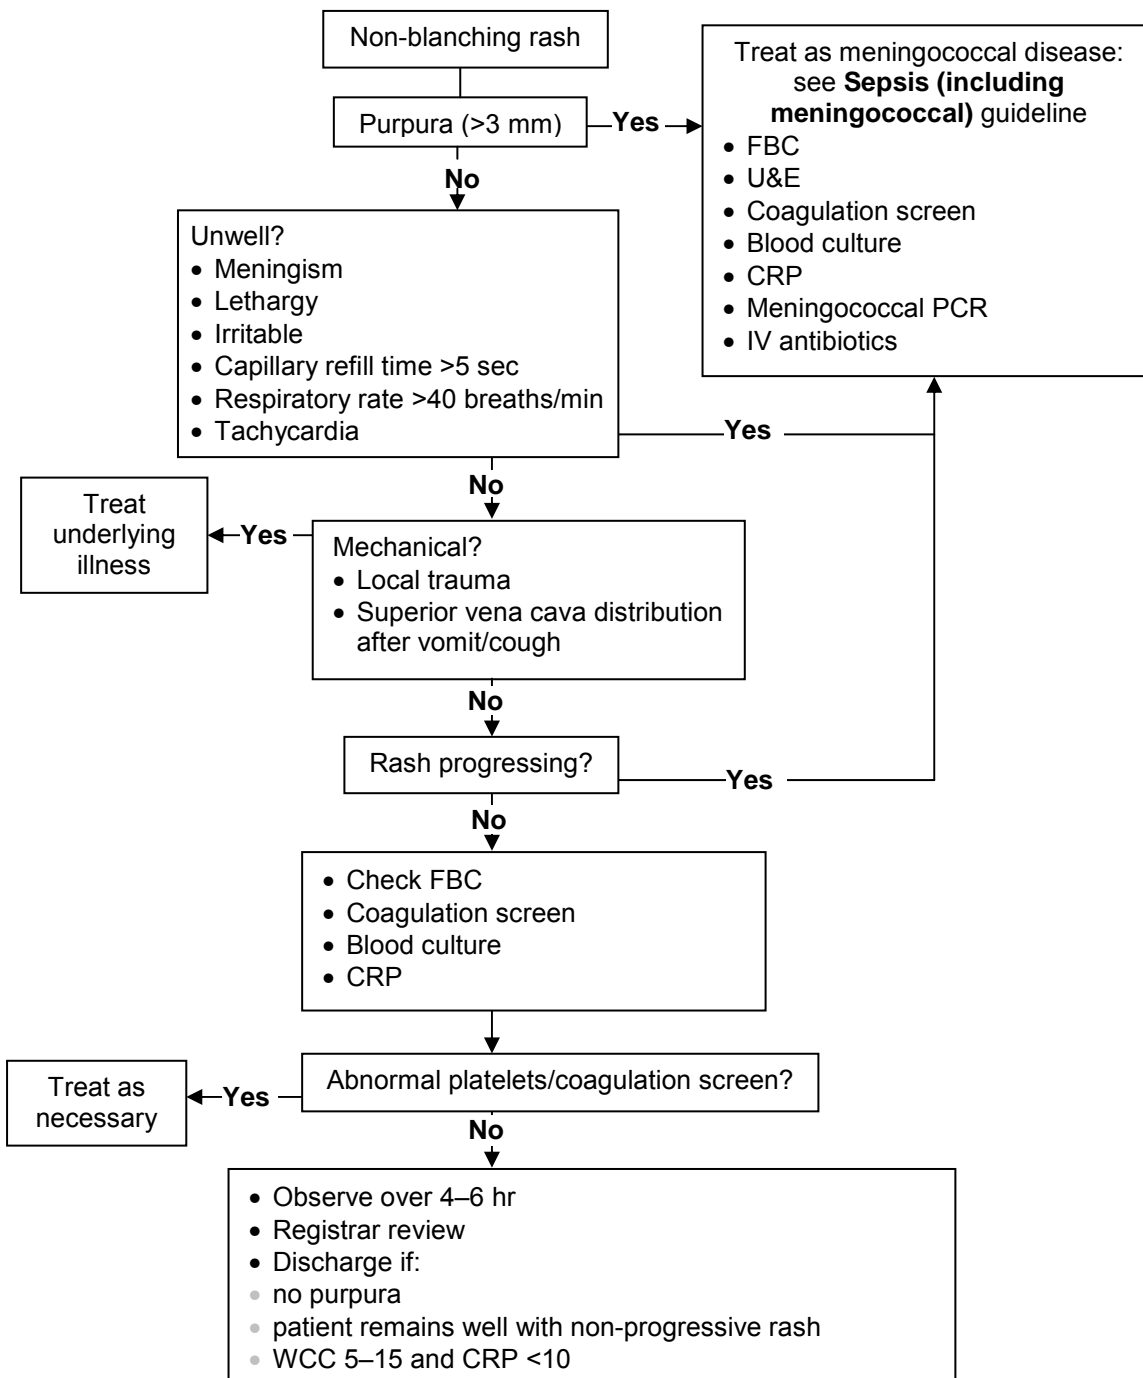 Non-blanching rash
Purpura (>3 mm)
Yes
Treat as meningococcal disease:
see Sepsis (including
meningococcal) guideline
• FBC
• U&E
• Coagulation screen
• Blood culture
• CRP
• Meningococcal PCR
• IV antibiotics
No
Unwell?
• Meningism
• Lethargy
• Irritable
• Capillary refill time >5 sec
• Respiratory rate >40 breaths/min
• Tachycardia
Yes
No
Treat
underlying
illness
Yes
Mechanical?
• Local trauma
• Superior vena cava distribution
after vomit/cough
No
Rash progressing?
Yes
No
• Check FBC
• Coagulation screen
• Blood culture
• CRP
Abnormal platelets/coagulation screen?
Yes
Treat as
necessary
No
• Observe over 4–6 hr
• Registrar review
• Discharge if:
• no purpura
• patient remains well with non-progressive rash
• WCC 5–15 and CRP <10